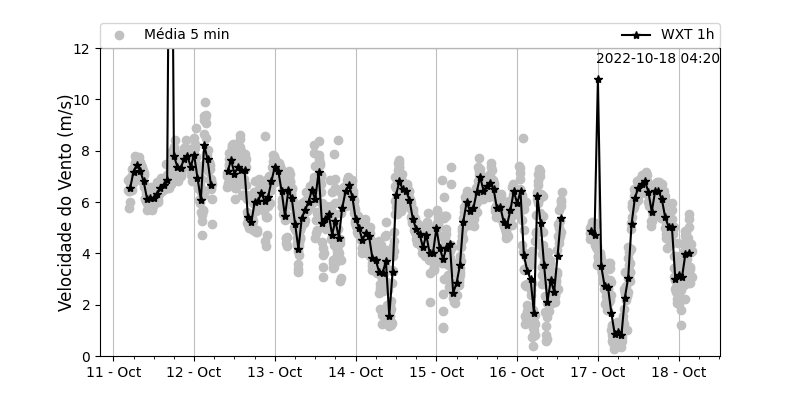 Média 5 min
WXT 1h
2022-10-18 04:20
Velocidade do Vento (m/s)
12
10
8
6
4
2
0
11 - Oct
12 - Oct
13 - Oct
14 - Oct
15 - Oct
16 - Oct
17 - Oct
18 - Oct